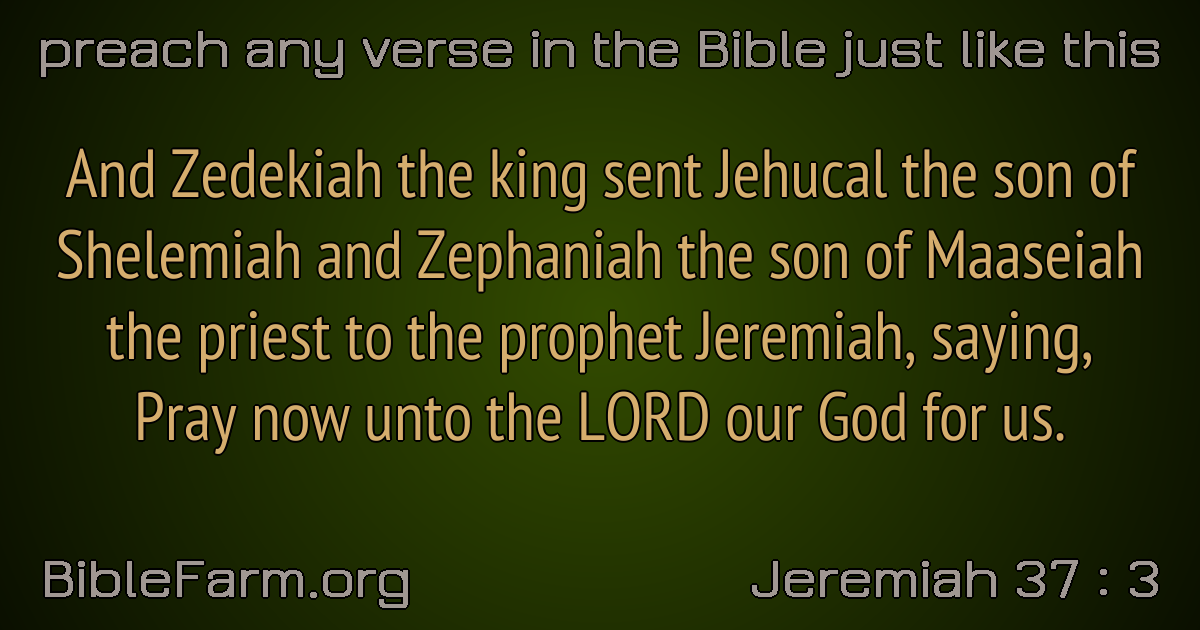 preach any verse in the Bible just like this
And Zedekiah the king sent Jehucal the son of
Shelemiah and Zephaniah the son of Maaseiah
the priest to the prophet Jeremiah, saying,
Pray now unto the LORD our God for us.
BibleFarm.org
Jeremiah 37 : 3